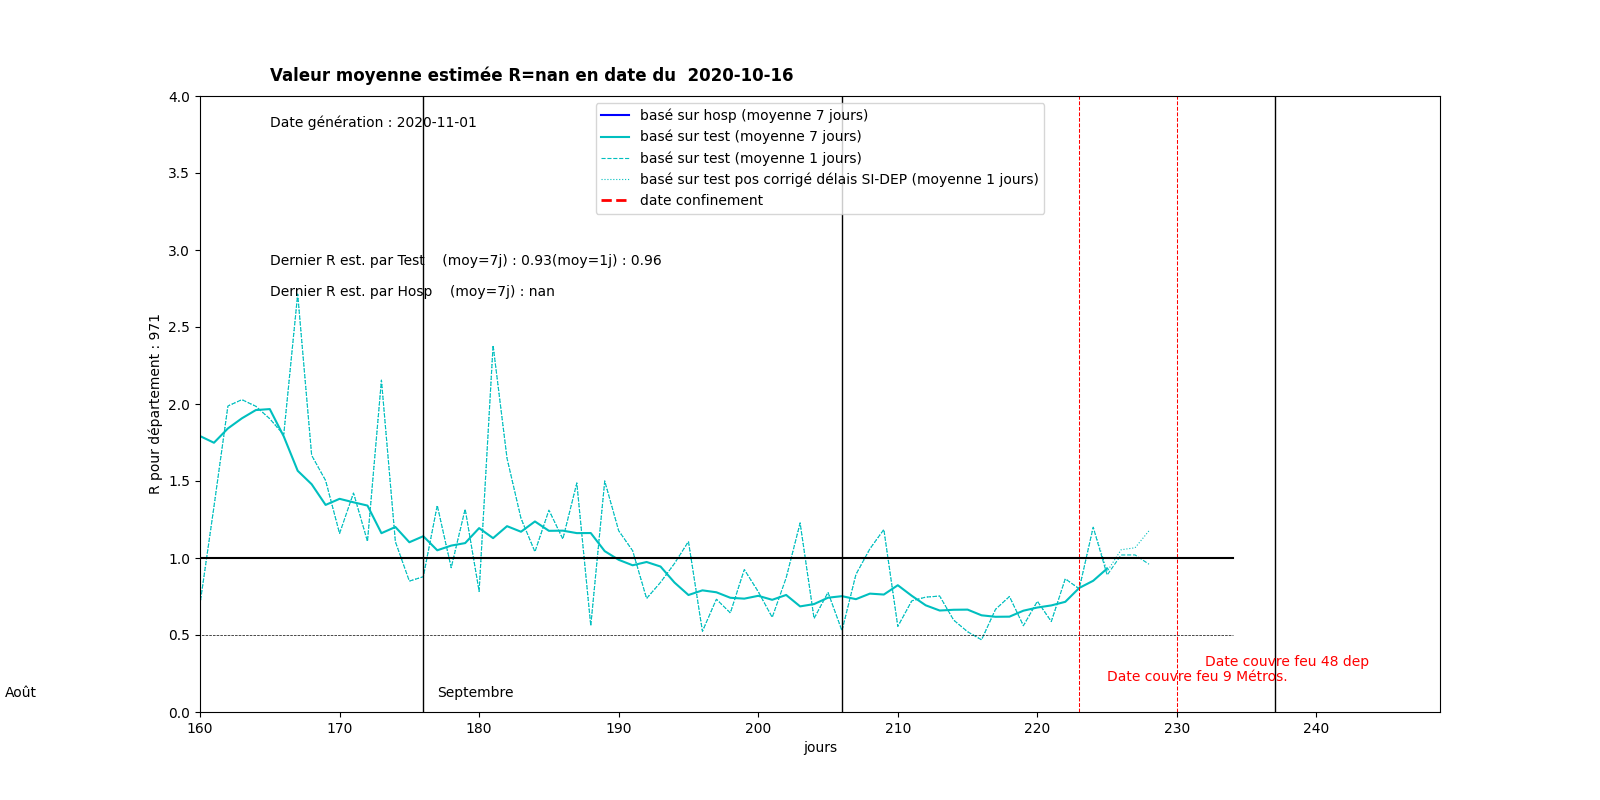 Valeur moyenne estimée R=nan en date du  2020-10-16
4.0
Date génération : 2020-11-01
basé sur hosp (moyenne 7 jours)
basé sur test (moyenne 7 jours)
basé sur test (moyenne 1 jours)
basé sur test pos corrigé délais SI-DEP (moyenne 1 jours)
date confinement
3.5
3.0
Dernier R est. par Test    (moy=7j) : 0.93(moy=1j) : 0.96
Dernier R est. par Hosp    (moy=7j) : nan
2.5
R pour département : 971
2.0
1.5
1.0
0.5
Date couvre feu 48 dep
Date couvre feu 9 Métros.
Août
Septembre
0.0
160 170 180 190 200 210 220 230 240
jours